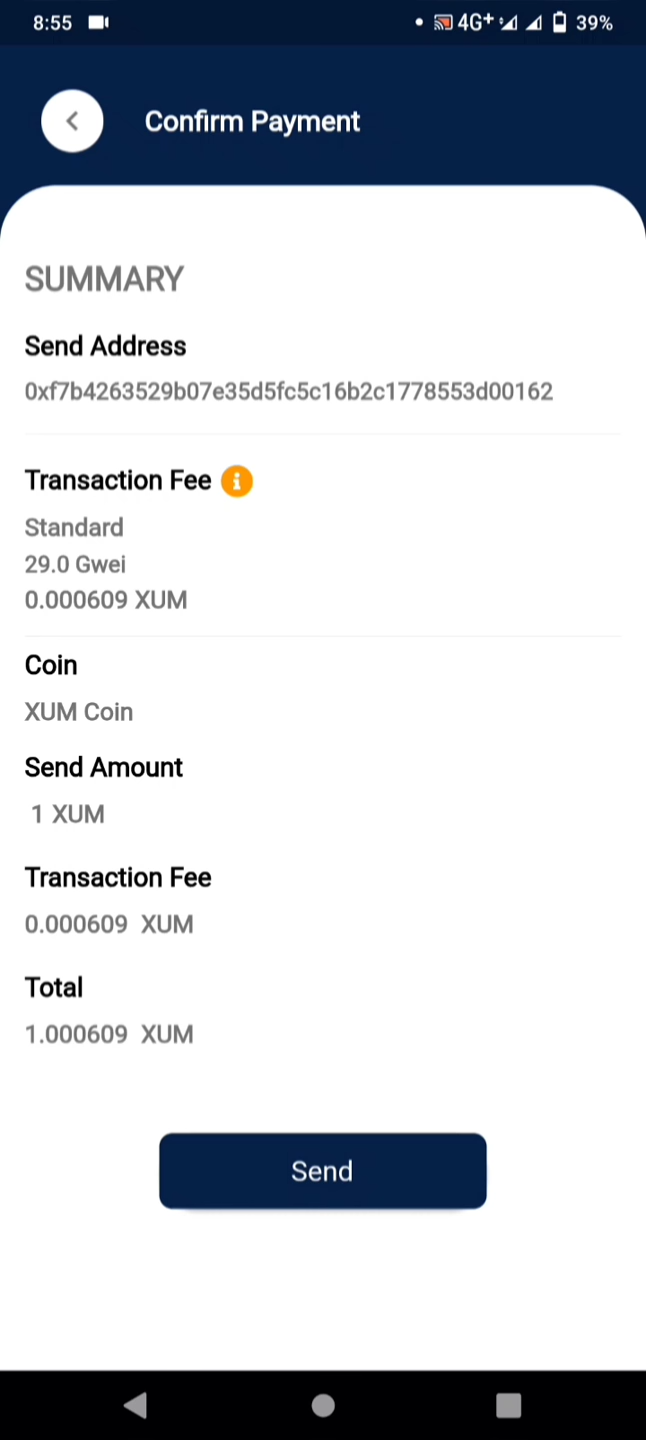 8:55
4G+ 39%
Confirm Payment
SUMMARY
Send Address
0xf7b4263529b07e35d5fc5c16b2c1778553d00162
Transaction Fee
Standard
29.0 Gwei
0.000609 XUM
Coin
XUM Coin
Send Amount
1 XUM
Transaction Fee
0.000609 XUM
Total
1.000609 XUM
Send